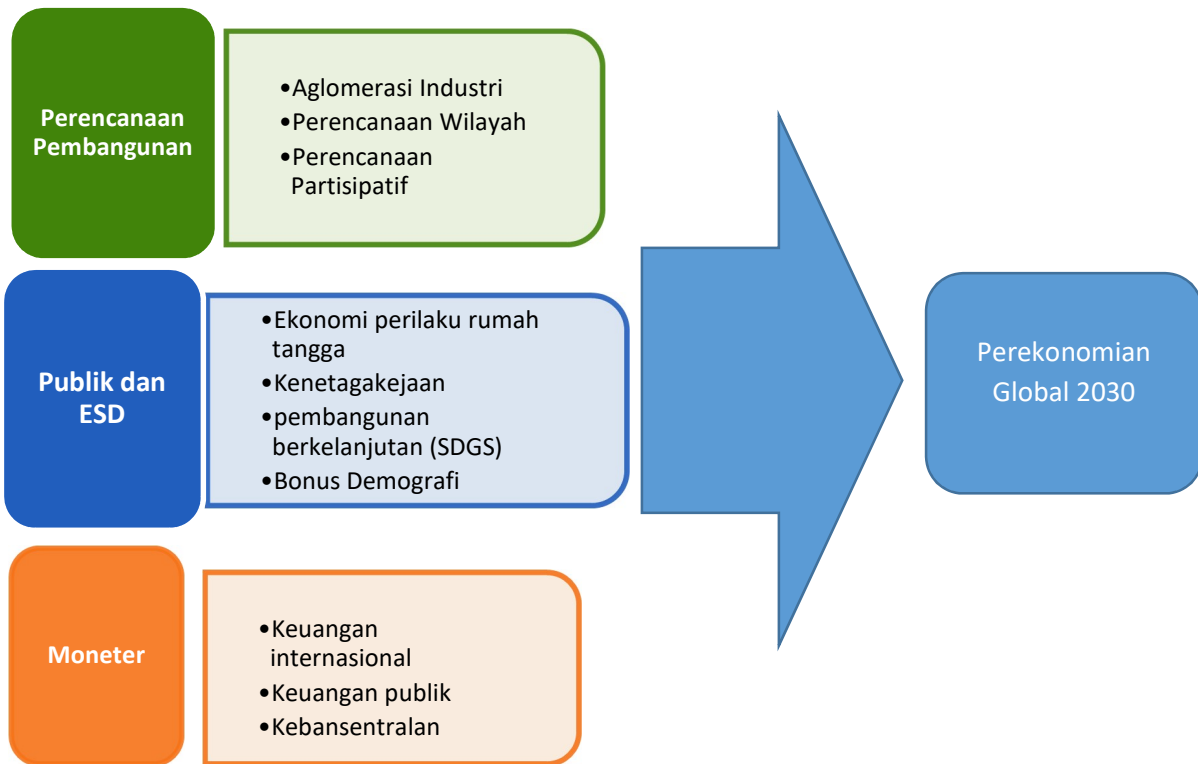 Perencanaan
Pembangunan
•Aglomerasi Industri
•Perencanaan Wilayah
•Perencanaan
Partisipatif
Publik dan
ESD
•Ekonomi perilaku rumah
tangga
•Kenetagakejaan
•pembangunan
berkelanjutan (SDGS)
•Bonus Demografi
Moneter
•Keuangan
internasional
•Keuangan publik
•Kebansentralan
Perekonomian
Global 2030